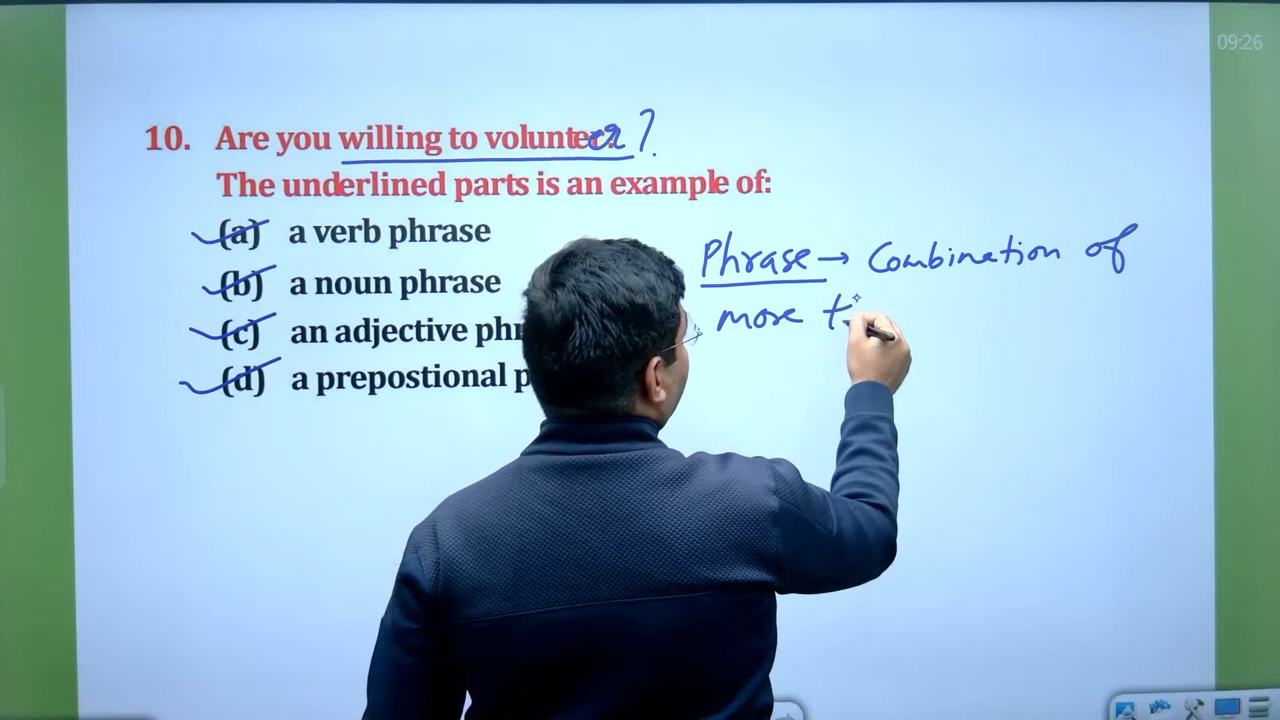 09:26
10. Are you willing to volunteer?
The underlined parts is an example of:
(a) a verb phrase
(b) a noun phrase
(c) an adjective phr
(d) a prepostional p
Phrase → Combination of
more t